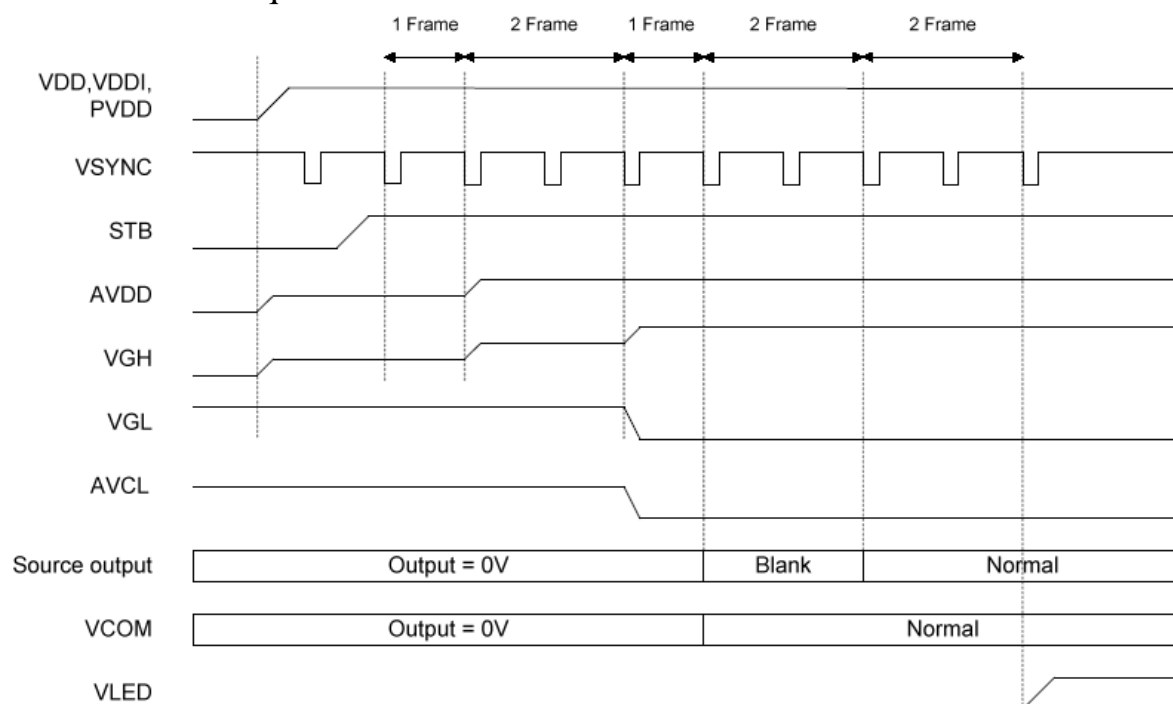 1 Frame 2 Frame 1 Frame 2 Frame 2 Frame
VDD,VDDI,
PVDD
VSYNC
STB
AVDD
VGH
VGL
AVCL
Source output Output = 0V Blank Normal
VCOM Output = 0V Normal
VLED